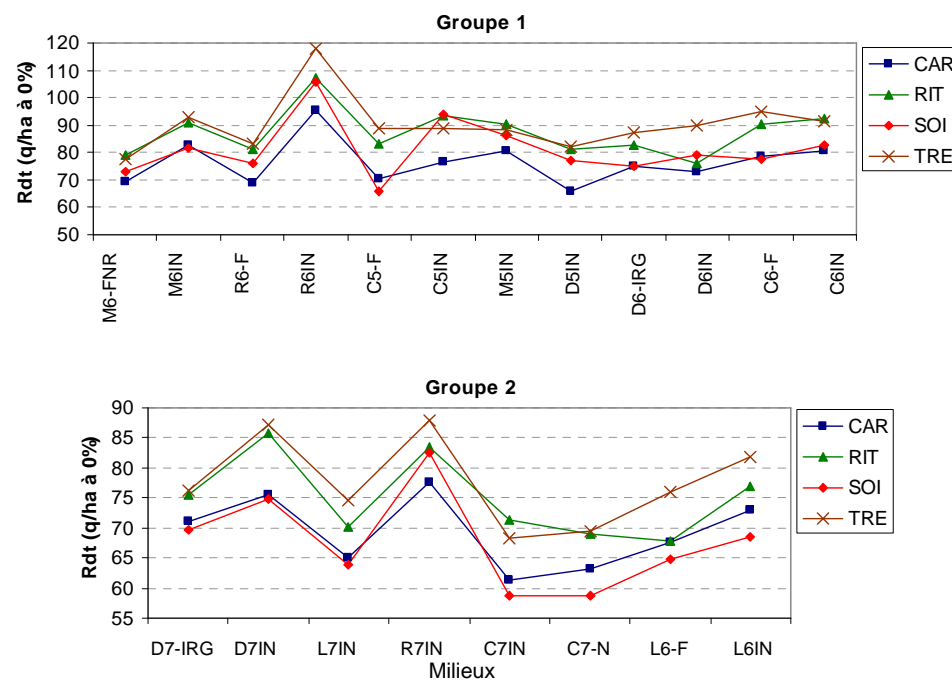 Groupe 1
Rdt (q/ha à 0%)
120
110
100
90
80
70
60
50
M6-FNR
M6IN
R6-F
R6IN
C5-F
C5IN
M5IN
D5IN
D6-IRG
D6IN
C6-F
C6IN
CAR
RIT
SOI
TRE
Groupe 2
Rdt (q/ha à 0%)
90
85
80
75
70
65
60
55
D7-IRG D7IN L7IN R7IN C7IN C7-N L6-F L6IN
Milieux
CAR
RIT
SOI
TRE